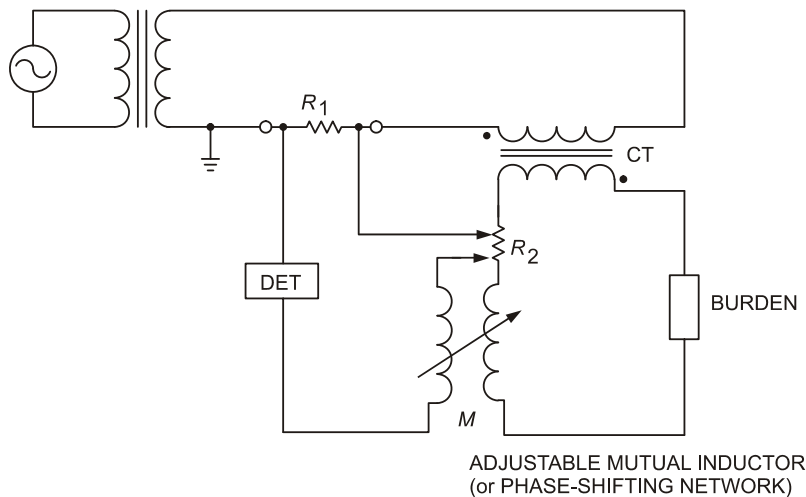 R1
CT
R2
DET
BURDEN
M
ADJUSTABLE MUTUAL INDUCTOR
(or PHASE-SHIFTING NETWORK)